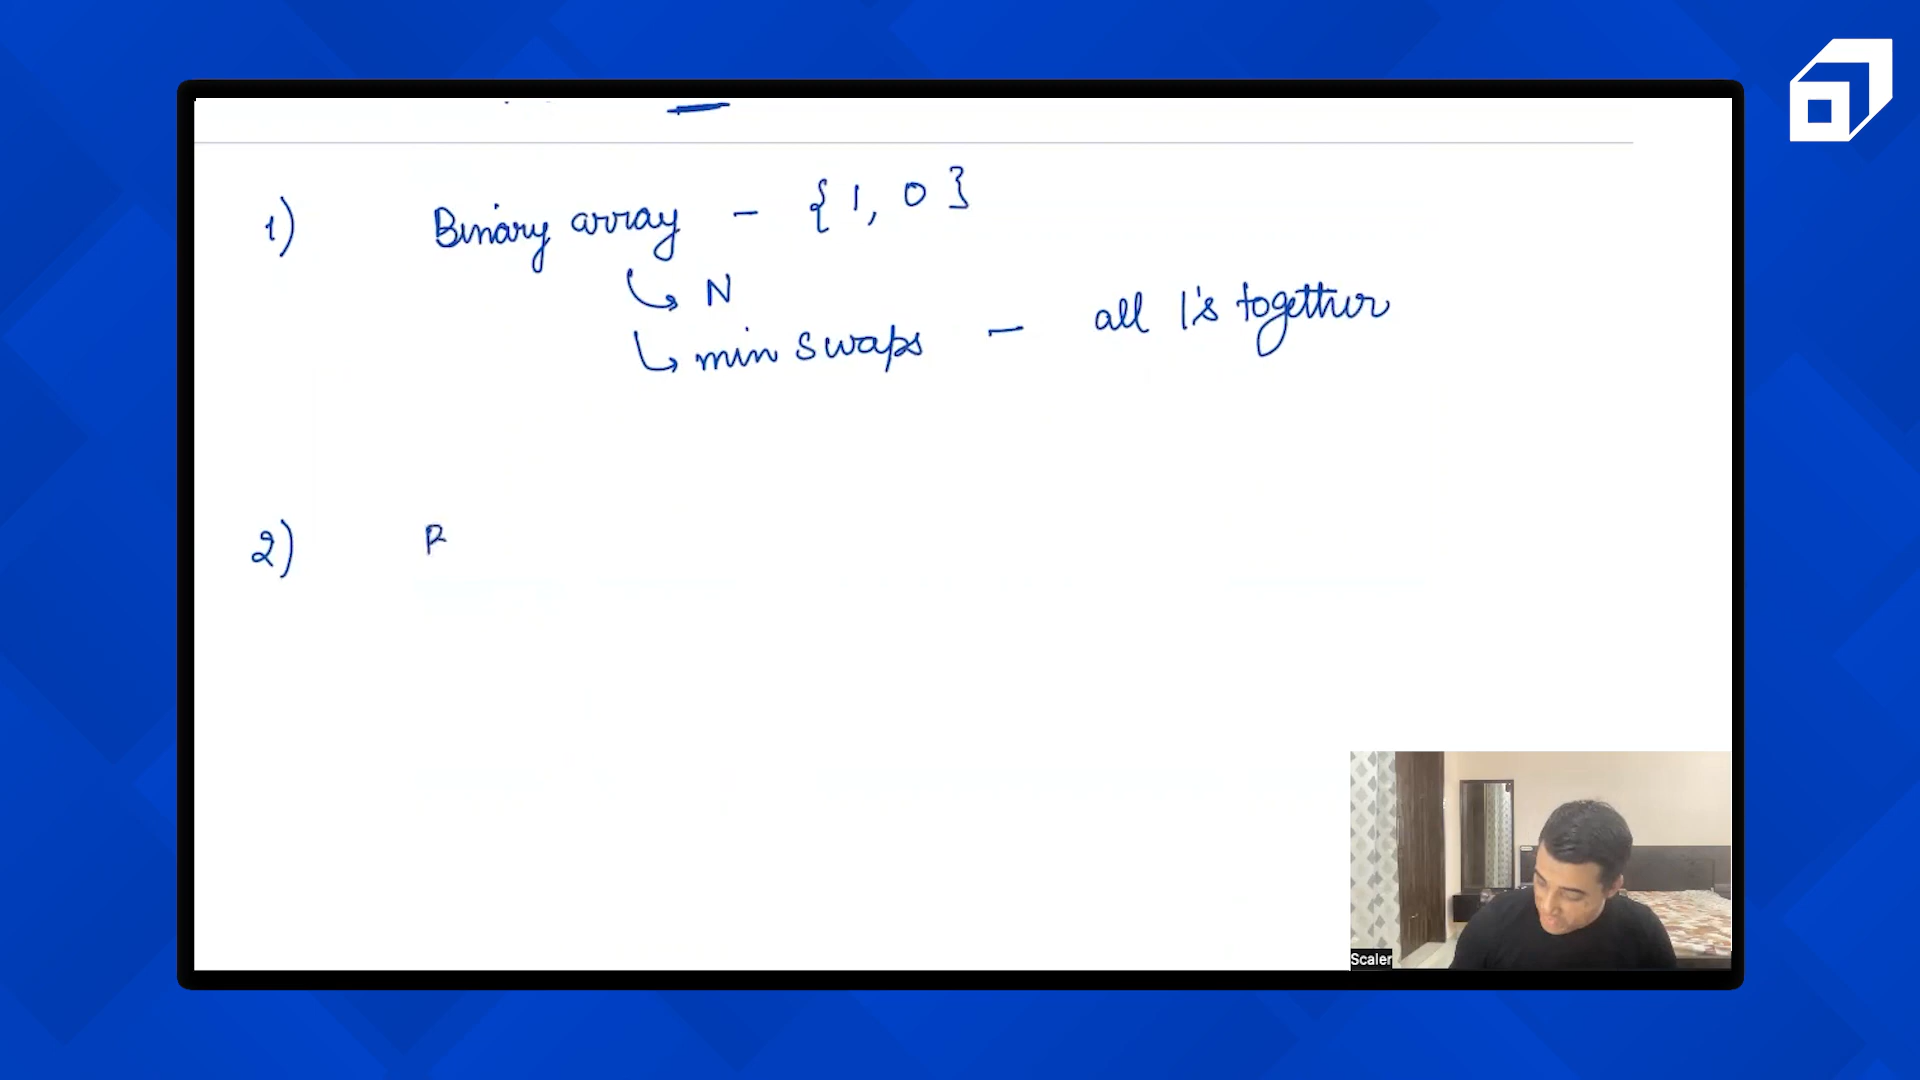 1) Binary array - {1, 0}
↳ N
↳ min swaps - all 1's together
2) B
Scaler